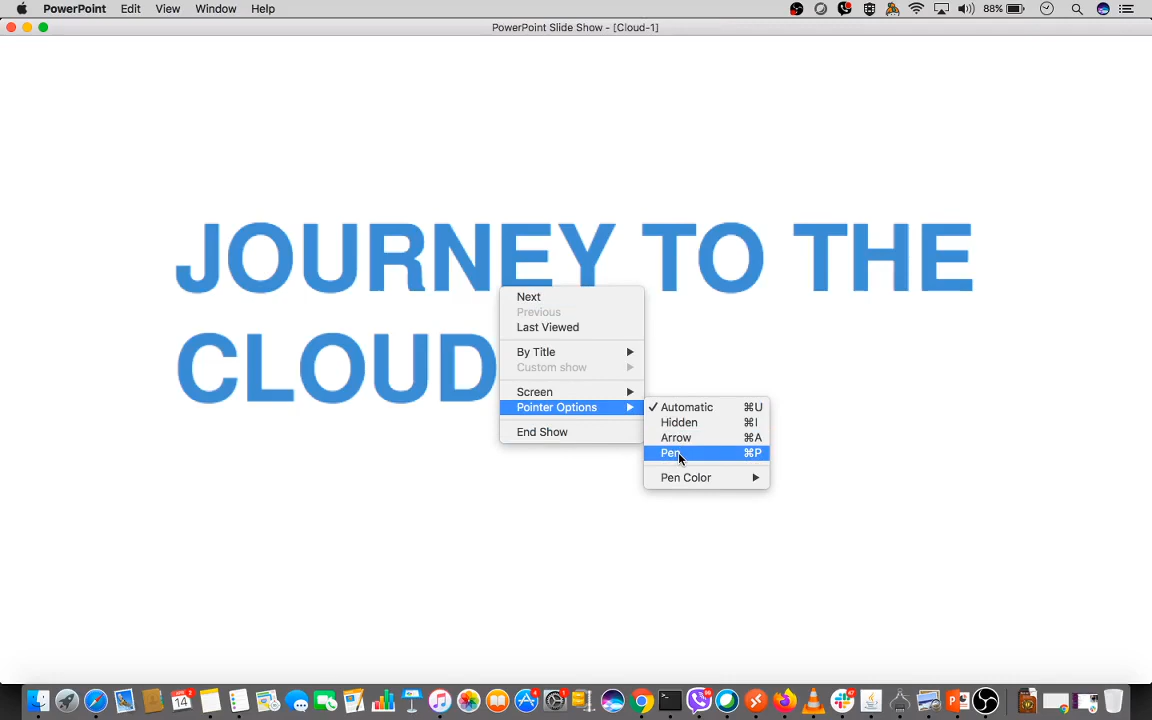 PowerPoint Edit View Window Help 88%
PowerPoint Slide Show - [Cloud-1]
JOURNEY TO THE
CLOUD
Next
Previous
Last Viewed
By Title
Custom show
Screen
Pointer Options
End Show
Automatic ⌘U
Hidden ⌘I
Arrow ⌘A
Pen ⌘P
Pen Color
14